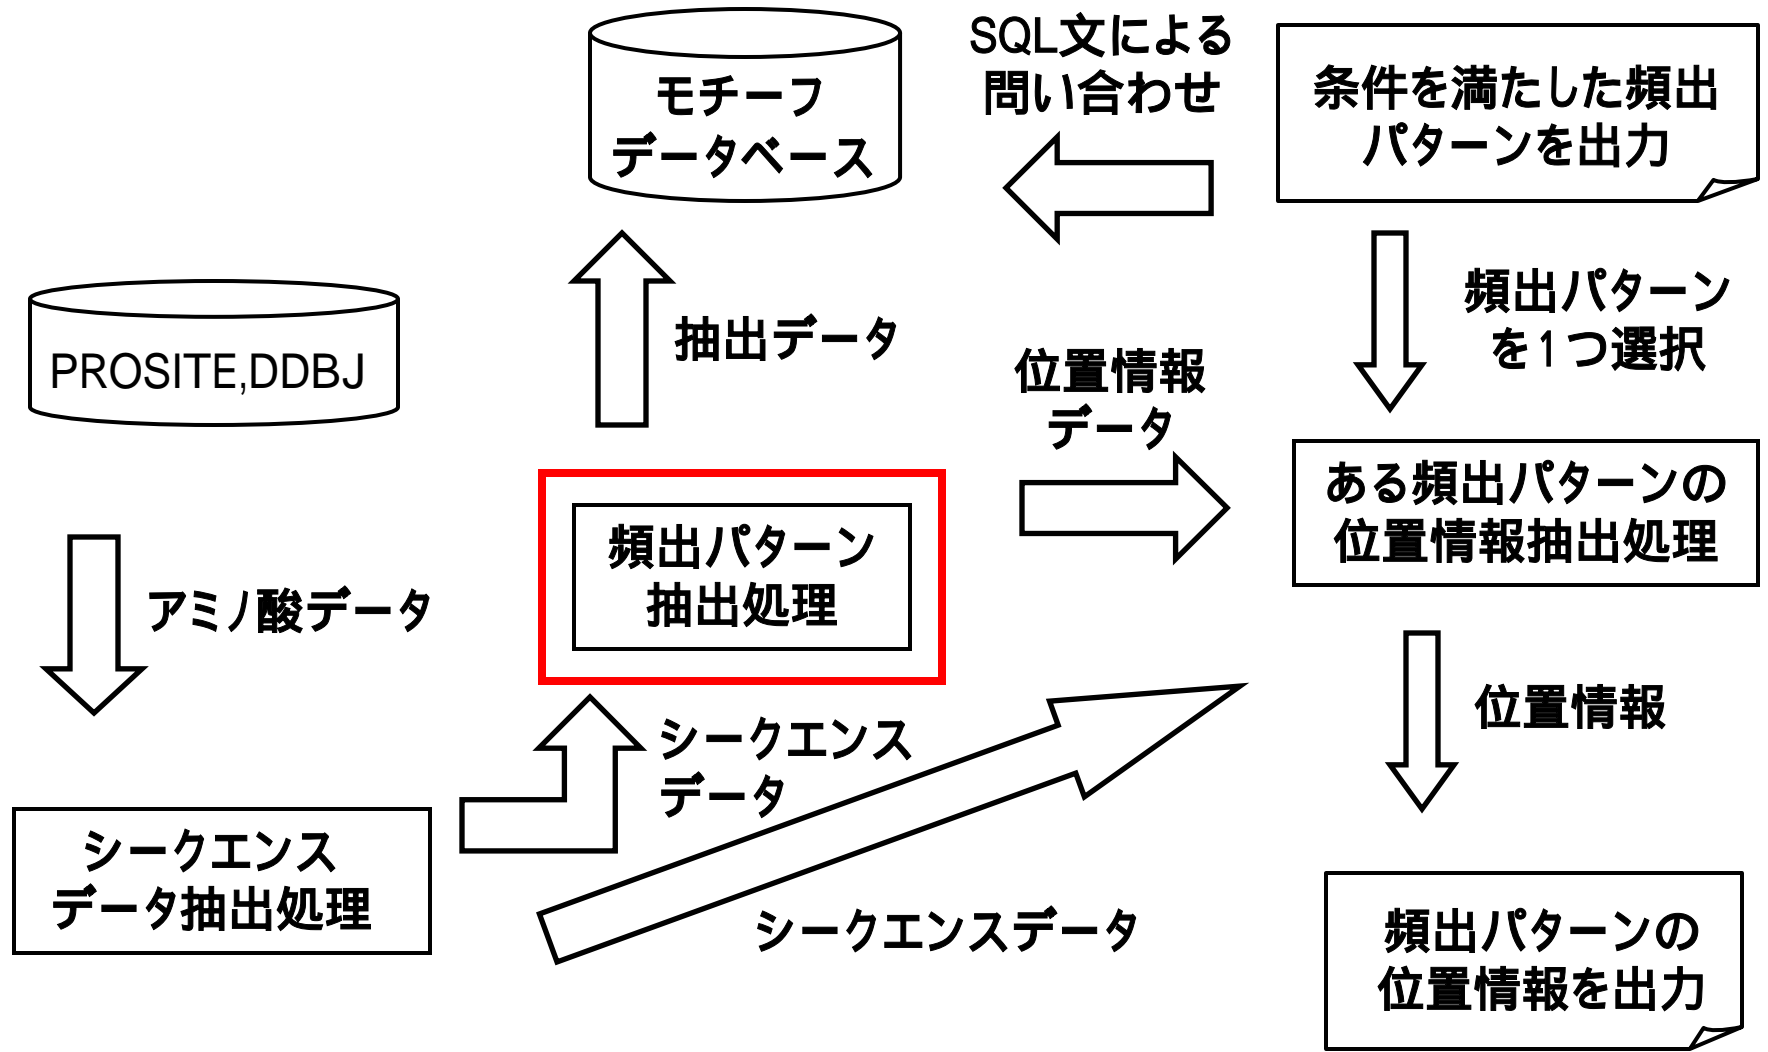 モチーフ
データベース
SQL文による
問い合わせ
条件を満たした頻出
パターンを出力
PROSITE,DDBJ
抽出データ
頻出パターン
を1つ選択
位置情報
データ
ある頻出パターンの
位置情報抽出処理
頻出パターン
抽出処理
アミノ酸データ
シークエンス
データ
位置情報
シークエンス
データ抽出処理
シークエンスデータ
頻出パターンの
位置情報を出力